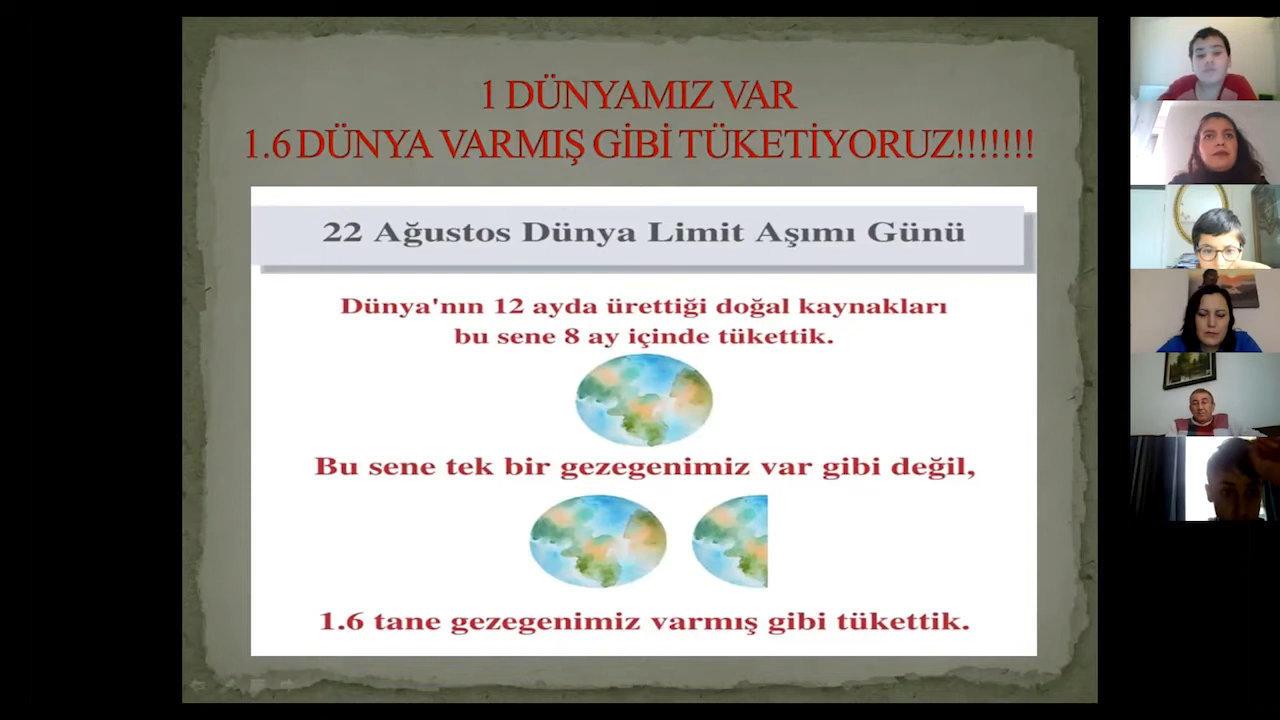 1 DÜNYAMIZ VAR
1.6 DÜNYA VARMIŞ GİBİ TÜKETİYORUZ!!!!!!!
22 Ağustos Dünya Limit Aşımı Günü
Dünya'nın 12 ayda ürettiği doğal kaynakları
bu sene 8 ay içinde tükettik.
Bu sene tek bir gezegenimiz var gibi değil,
1.6 tane gezegenimiz varmış gibi tükettik.